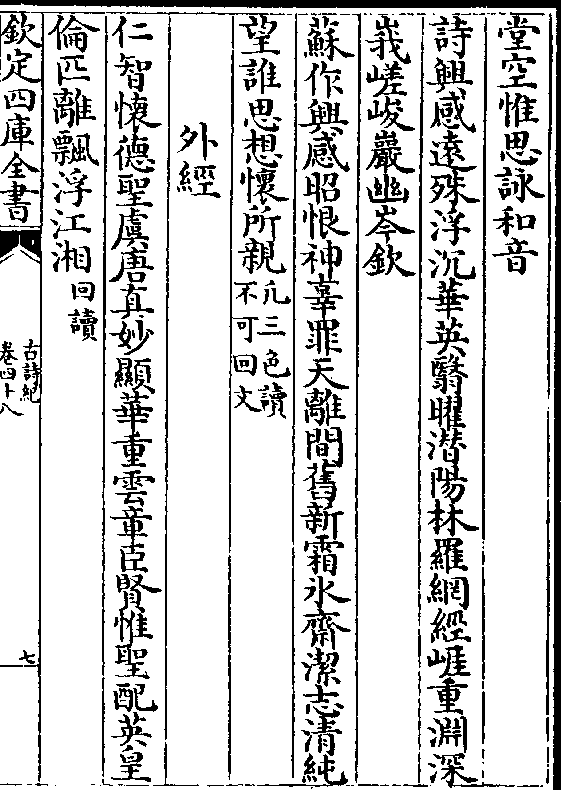 堂空惟思詠和音
詩興感遠殊浮沉華英翳曜潛陽林羅網經崕重淵深
峩嵯峻巖幽岑欽
蘇作興感昭恨神辜罪天離間舊新霜氷齋潔志清純
望誰思想懷所親凢三色讀
不可回文
外經
仁智懷德聖虞唐真妙顯華重雲章臣賢惟聖配英皇
倫匹離飄浮江湘回讀
欽定四庫全書
古詩紀
卷四十八
七